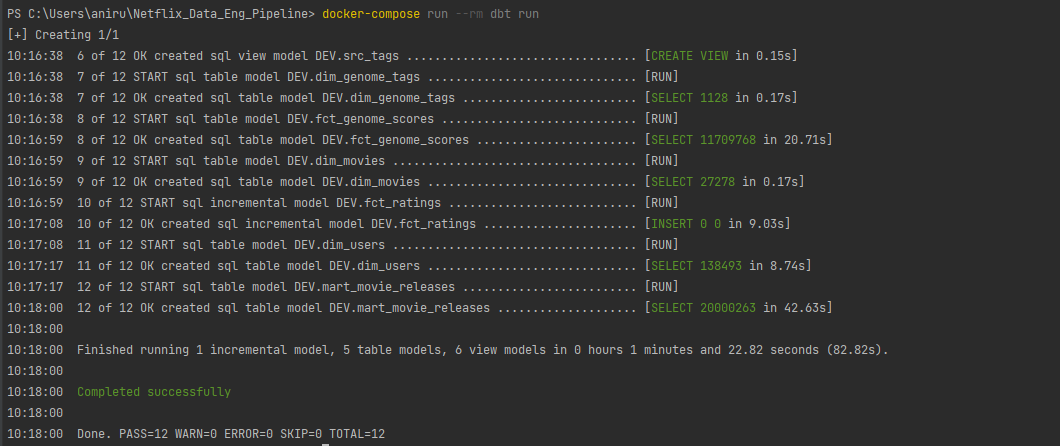 PS C:\Users\aniru\Netflix_Data_Eng_Pipeline> docker-compose run --rm dbt run
[+] Creating 1/1
10:16:38  6 of 12 OK created sql view model DEV.src_tags ................................. [CREATE VIEW in 0.15s]
10:16:38  7 of 12 START sql table model DEV.dim_genome_tags .............................. [RUN]
10:16:38  7 of 12 OK created sql table model DEV.dim_genome_tags ......................... [SELECT 1128 in 0.17s]
10:16:38  8 of 12 START sql table model DEV.fct_genome_scores ............................ [RUN]
10:16:59  8 of 12 OK created sql table model DEV.fct_genome_scores ....................... [SELECT 11709768 in 20.71s]
10:16:59  9 of 12 START sql table model DEV.dim_movies ................................... [RUN]
10:16:59  9 of 12 OK created sql table model DEV.dim_movies .............................. [SELECT 27278 in 0.17s]
10:16:59  10 of 12 START sql incremental model DEV.fct_ratings ........................... [RUN]
10:17:08  10 of 12 OK created sql incremental model DEV.fct_ratings ...................... [INSERT 0 0 in 9.03s]
10:17:08  11 of 12 START sql table model DEV.dim_users ................................... [RUN]
10:17:17  11 of 12 OK created sql table model DEV.dim_users .............................. [SELECT 138493 in 8.74s]
10:17:17  12 of 12 START sql table model DEV.mart_movie_releases ......................... [RUN]
10:18:00  12 of 12 OK created sql table model DEV.mart_movie_releases .................... [SELECT 20000263 in 42.63s]
10:18:00
10:18:00  Finished running 1 incremental model, 5 table models, 6 view models in 0 hours 1 minutes and 22.82 seconds (82.82s).
10:18:00
10:18:00  Completed successfully
10:18:00
10:18:00  Done. PASS=12 WARN=0 ERROR=0 SKIP=0 TOTAL=12